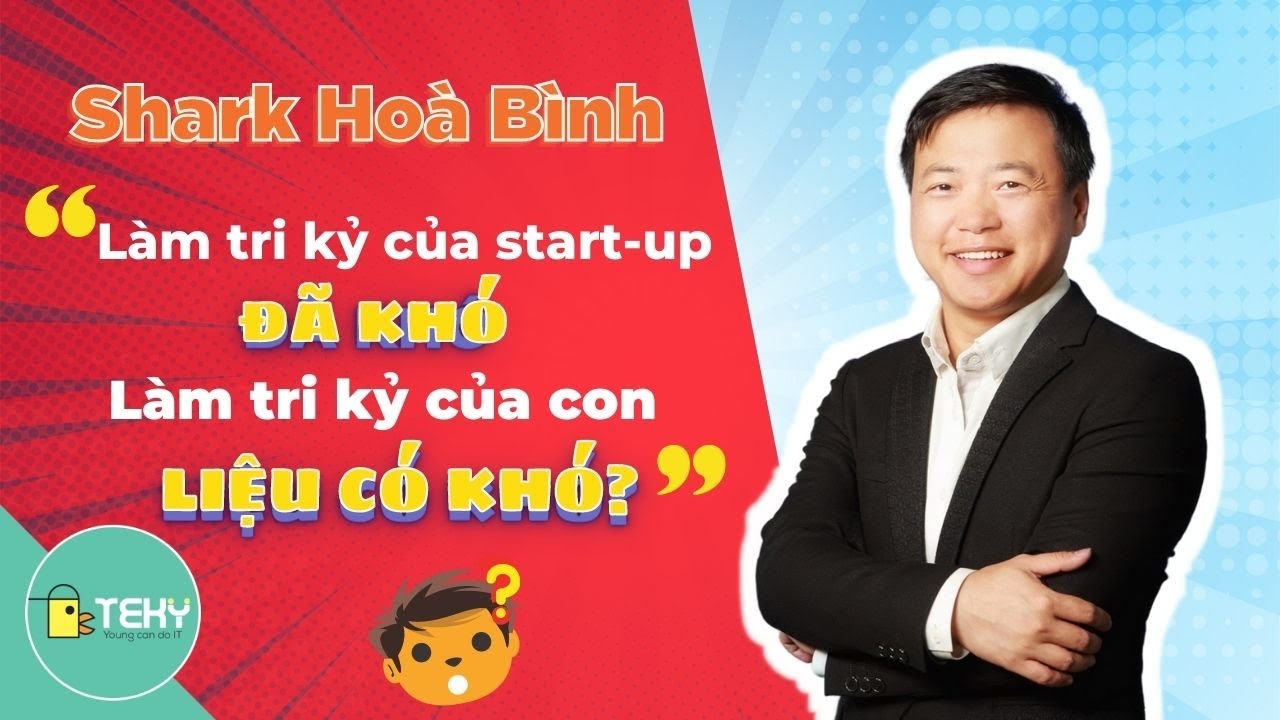 Shark Hoà Bình
“Làm tri kỷ của start-up
ĐÃ KHÓ
Làm tri kỷ của con
LIỆU CÓ KHÓ?”
?
TEKY
Young can do IT